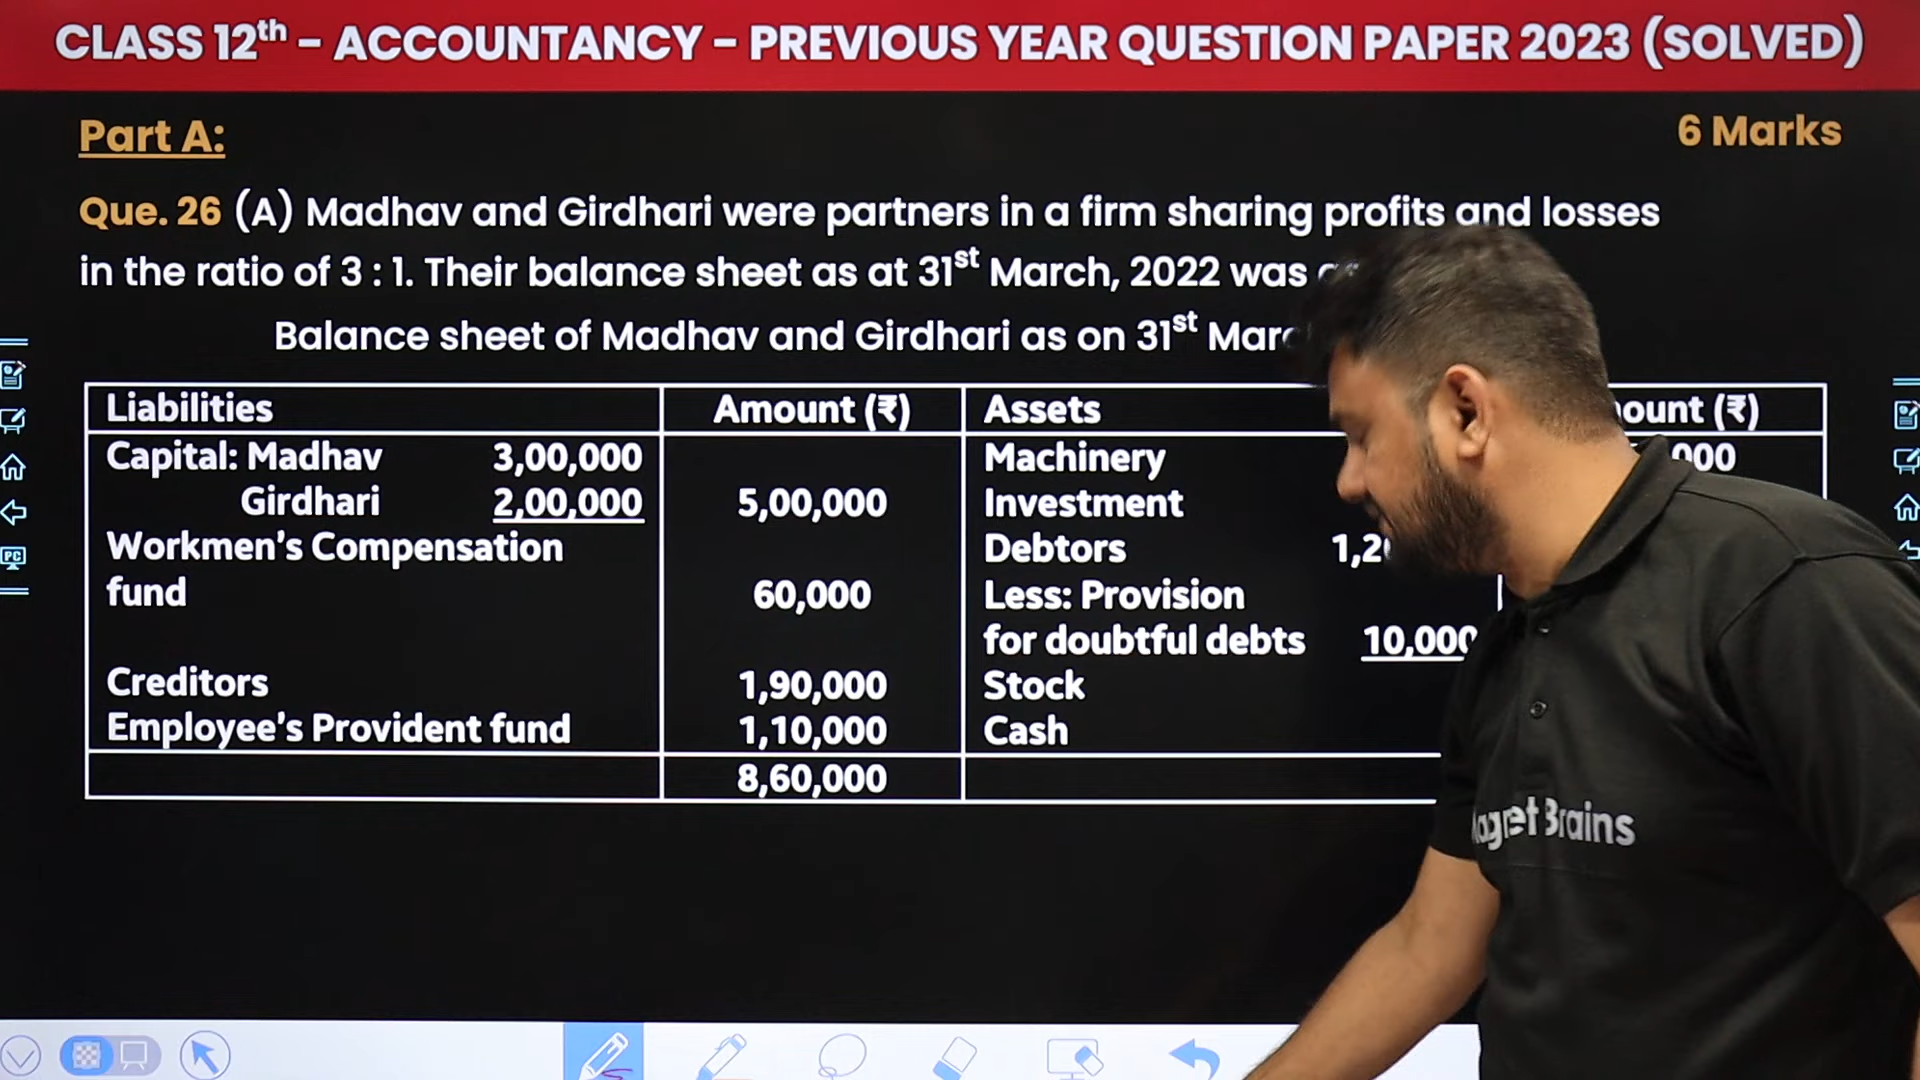 CLASS 12th – ACCOUNTANCY – PREVIOUS YEAR QUESTION PAPER 2023 (SOLVED)
Part A:
6 Marks
Que. 26 (A) Madhav and Girdhari were partners in a firm sharing profits and losses
in the ratio of 3 : 1. Their balance sheet as at 31st March, 2022 was
Balance sheet of Madhav and Girdhari as on 31st
Liabilities Amount (₹) Assets (₹)
Capital: Madhav 3,00,000 Machinery
Girdhari 2,00,000 5,00,000 Investment
Workmen's Compensation Debtors
fund 60,000 Less: Provision
for doubtful debts 10,000
Creditors 1,90,000 Stock
Employee's Provident fund 1,10,000 Cash
8,60,000
Brains
PC